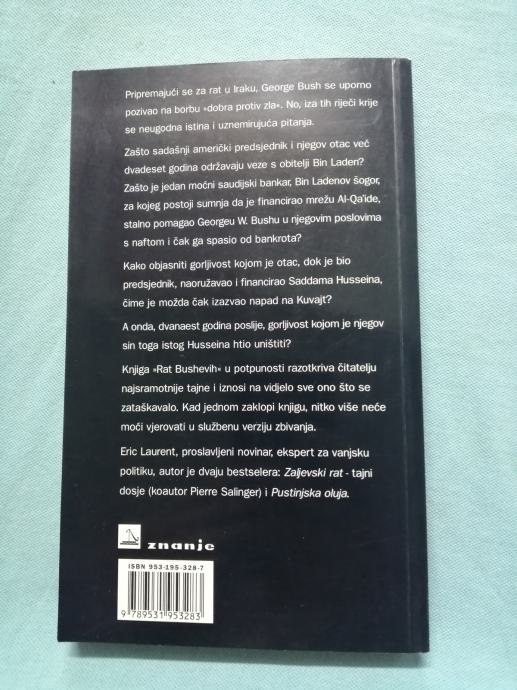 Pripremajući se za rat u Iraku, George Bush se uporno
pozivao na borbu »dobra protiv zla«. No, iza tih riječi krije
se neugodna istina i uznemirujuća pitanja.
Zašto sadašnji američki predsjednik i njegov otac već
dvadeset godina održavaju veze s obitelji Bin Laden?
Zašto je jedan moćni saudijski bankar, Bin Ladenov šogor,
za kojeg postoji sumnja da je financirao mrežu Al-Qa'ide,
stalno pomagao Georgeu W. Bushu u njegovim poslovima
s naftom i čak ga spasio od bankrota?
Kako objasniti gorljivost kojom je otac, dok je bio
predsjednik, naoružavao i financirao Saddama Husseina,
čime je možda čak izazvao napad na Kuvajt?
A onda, dvanaest godina poslije, gorljivost kojom je njegov
sin toga istog Husseina htio uništiti?
Knjiga »Rat Bushevih« u potpunosti razotkriva čitatelju
najsramotnije tajne i iznosi na vidjelo sve ono što se
zataškavalo. Kad jednom zaklopi knjigu, nitko više neće
moći vjerovati u službenu verziju zbivanja.
Eric Laurent, proslavljeni novinar, ekspert za vanjsku
politiku, autor je dvaju bestselera: Zaljevski rat - tajni
dosje (koautor Pierre Salinger) i Pustinjska oluja.
znanje
ISBN 953-195-328-7
9 789531 953283